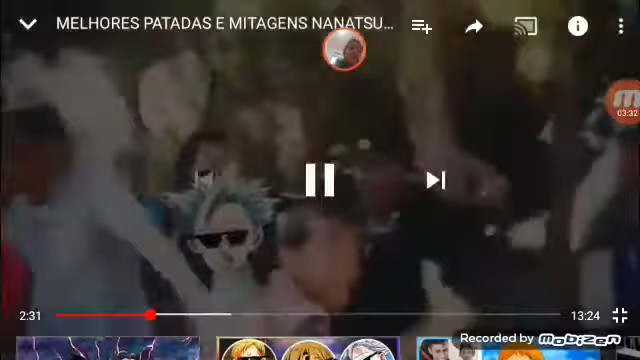 MELHORES PATADAS E MITAGENS NANATSU...
03:32
2:31
13:24
Recorded by MOBIZEN